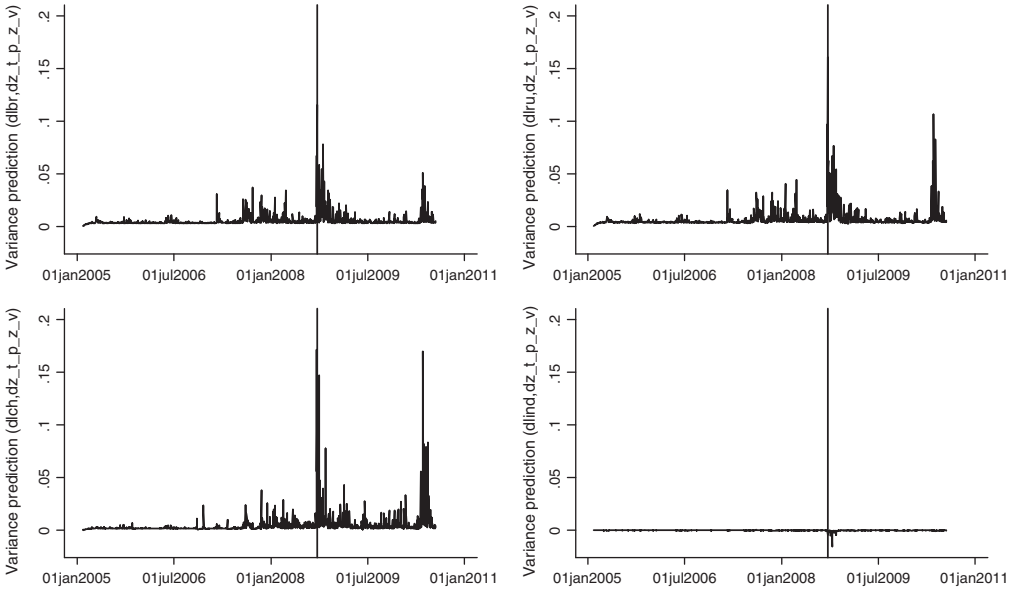 Variance prediction (dlbr,dz_t_p_z_v)
.2
.15
.1
.05
0
01jan2005 01jul2006 01jan2008 01jul2009 01jan2011
Variance prediction (dlru,dz_t_p_z_v)
.2
.15
.1
.05
0
01jan2005 01jul2006 01jan2008 01jul2009 01jan2011
Variance prediction (dlch,dz_t_p_z_v)
.2
.15
.1
.05
0
01jan2005 01jul2006 01jan2008 01jul2009 01jan2011
Variance prediction (dlind,dz_t_p_z_v)
.2
.15
.1
.05
0
01jan2005 01jul2006 01jan2008 01jul2009 01jan2011